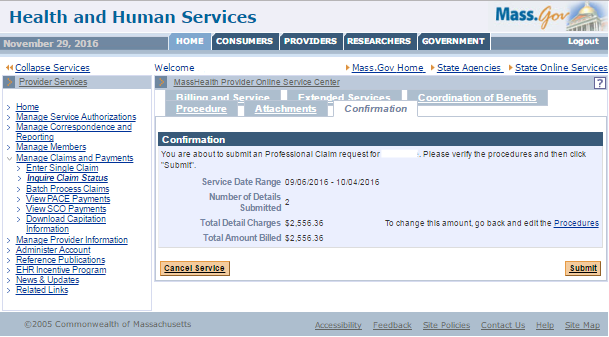 Health and Human Services
Mass.Gov
November 29, 2016
HOME CONSUMERS PROVIDERS RESEARCHERS GOVERNMENT
Logout
Collapse Services
Welcome
Mass.Gov Home State Agencies State Online Services
Provider Services
MassHealth Provider Online Service Center
?
Billing and Service Extended Services Coordination of Benefits
Procedure Attachments Confirmation
Home
Manage Service Authorizations
Manage Correspondence and
Reporting
Manage Members
Manage Claims and Payments
Enter Single Claim
Inquire Claim Status
Batch Process Claims
View PACE Payments
View SCO Payments
Download Capitation
Information
Manage Provider Information
Administer Account
Reference Publications
EHR Incentive Program
News & Updates
Related Links
Confirmation
You are about to submit an Professional Claim request for . Please verify the procedures and then click
"Submit".
Service Date Range 09/06/2016 - 10/04/2016
Number of Details
Submitted 2
Total Detail Charges $2,556.36 To change this amount, go back and edit the Procedures
Total Amount Billed $2,556.36
Cancel Service Submit
©2005 Commonwealth of Massachusetts
Accessibility Feedback Site Policies Contact Us Help Site Map